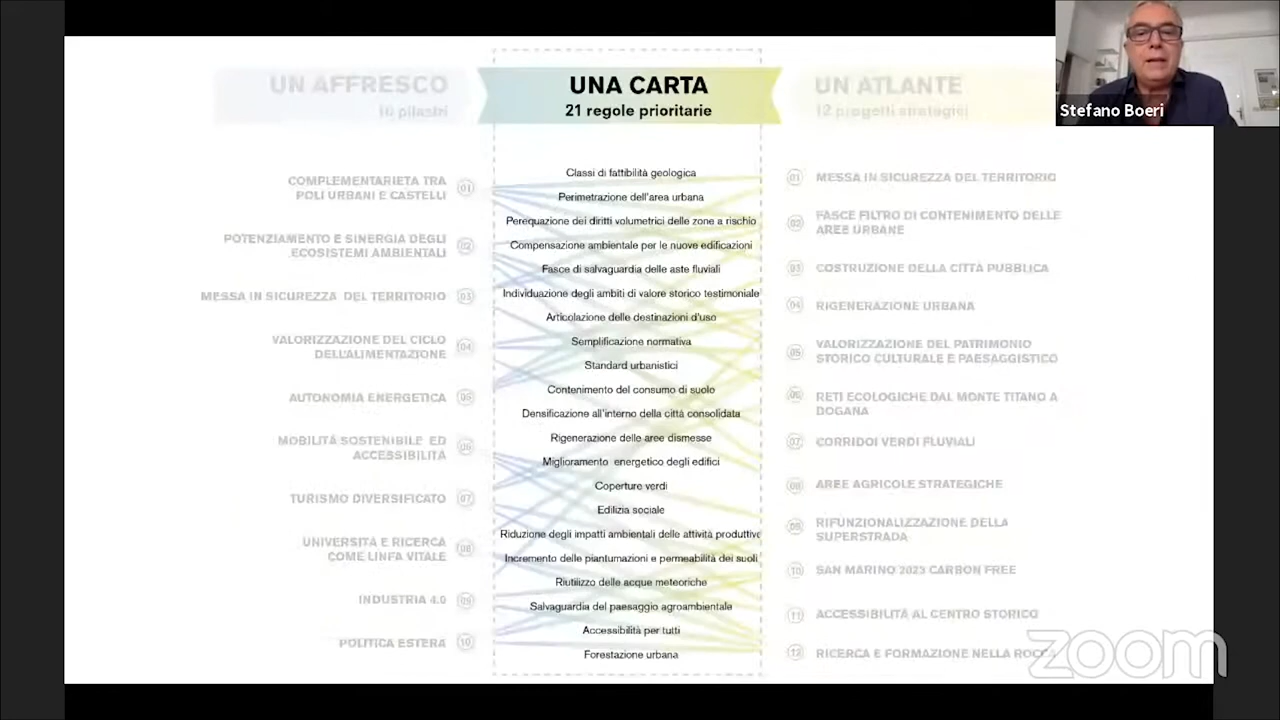 UN AFFRESCO
10 pilastri
UNA CARTA
21 regole prioritarie
UN ATLANTE
12 progetti strategici
Stefano Boeri
COMPLEMENTARIETA TRA
POLI URBANI E CASTELLI
01
POTENZIAMENTO E SINERGIA DEGLI
ECOSISTEMI AMBIENTALI
02
MESSA IN SICUREZZA DEL TERRITORIO
03
VALORIZZAZIONE DEL CICLO
DELL'ALIMENTAZIONE
04
AUTONOMIA ENERGETICA
05
MOBILITÀ SOSTENIBILE ED
ACCESSIBILITÀ
06
TURISMO DIVERSIFICATO
07
UNIVERSITÀ E RICERCA
COME LINFA VITALE
08
INDUSTRIA 4.0
09
POLITICA ESTERA
10
Classi di fattibilità geologica
Perimetrazione dell'area urbana
Perequazione dei diritti volumetrici delle zone a rischio
Compensazione ambientale per le nuove edificazioni
Fasce di salvaguardia delle aste fluviali
Individuazione degli ambiti di valore storico testimoniale
Articolazione delle destinazioni d'uso
Semplificazione normativa
Standard urbanistici
Contenimento del consumo di suolo
Densificazione all'interno della città consolidata
Rigenerazione delle aree dismesse
Miglioramento energetico degli edifici
Coperture verdi
Edilizia sociale
Riduzione degli impatti ambientali delle attività produttive
Incremento delle piantumazioni e permeabilità dei suoli
Riutilizzo delle acque meteoriche
Salvaguardia del paesaggio agroambientale
Accessibilità per tutti
Forestazione urbana
01
MESSA IN SICUREZZA DEL TERRITORIO
02
FASCE FILTRO DI CONTENIMENTO DELLE
AREE URBANE
03
COSTRUZIONE DELLA CITTÀ PUBBLICA
04
RIGENERAZIONE URBANA
05
VALORIZZAZIONE DEL PATRIMONIO
STORICO CULTURALE E PAESAGGISTICO
06
RETI ECOLOGICHE DAL MONTE TITANO A
DOGANA
07
CORRIDOI VERDI FLUVIALI
08
AREE AGRICOLE STRATEGICHE
09
RIFUNZIONALIZZAZIONE DELLA
SUPERSTRADA
10
SAN MARINO 2023 CARBON FREE
11
ACCESSIBILITÀ AL CENTRO STORICO
12
RICERCA E FORMAZIONE NELLA ROCCA
zoom